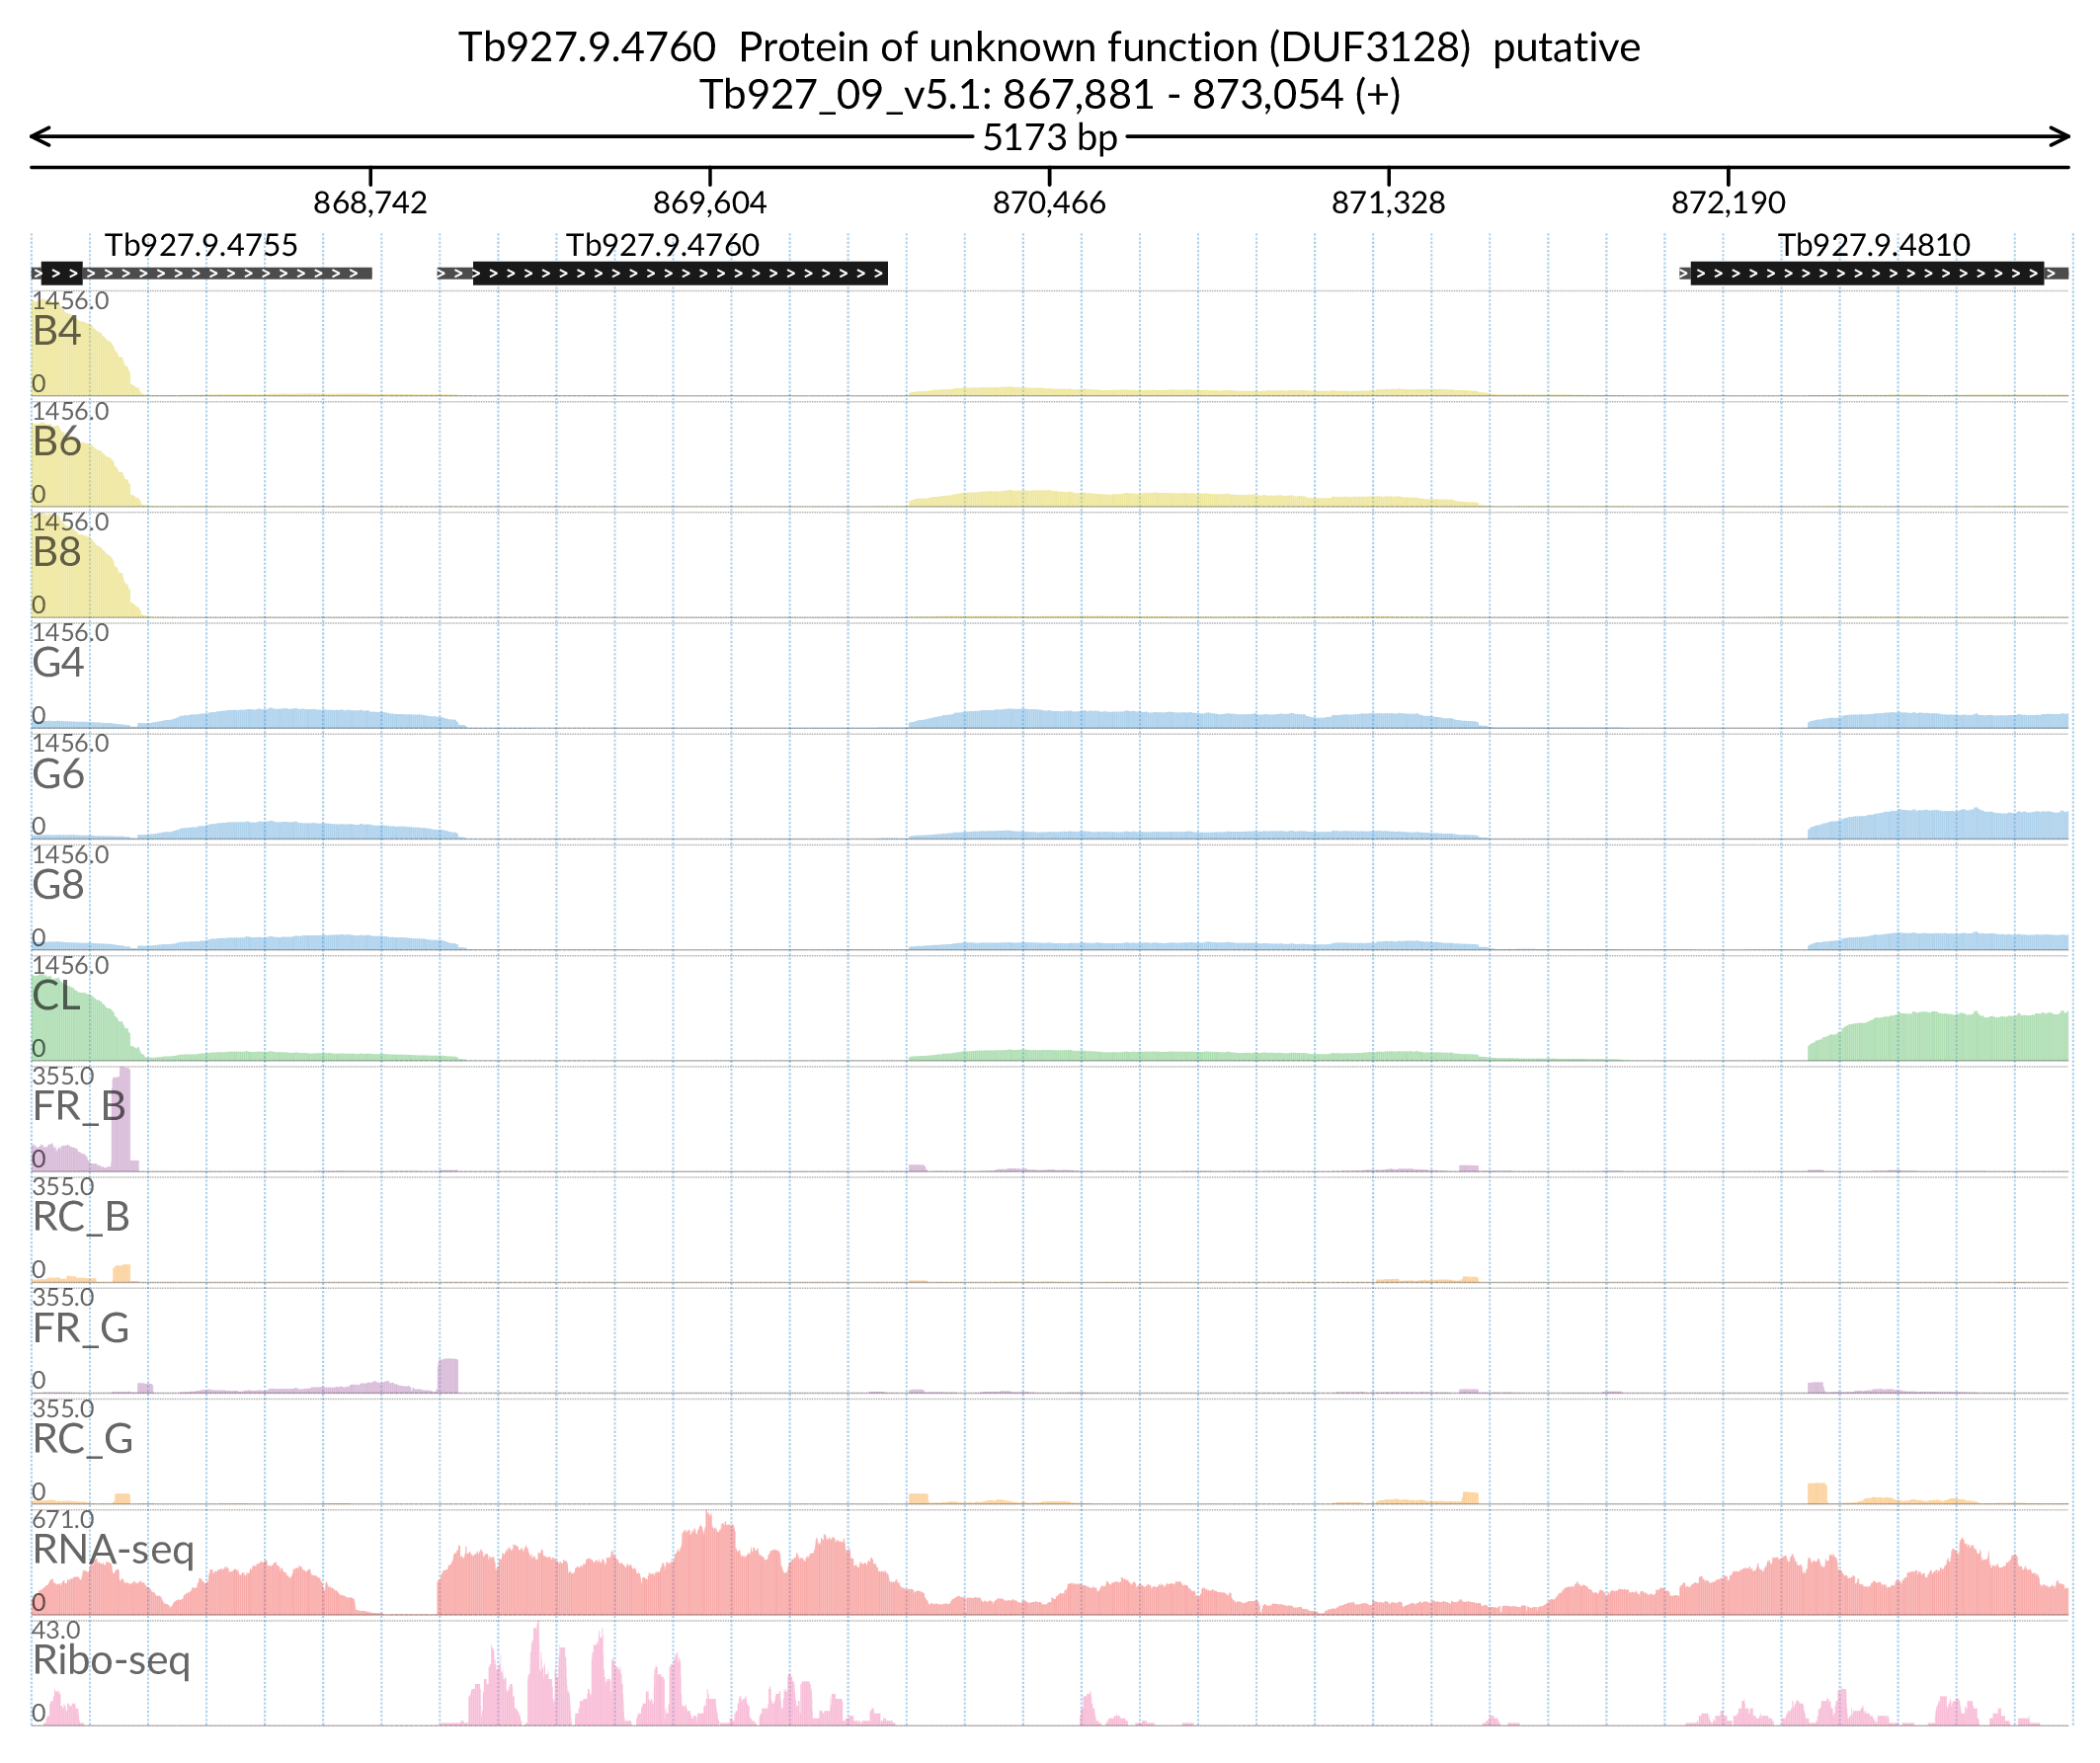 Tb927.9.4760  Protein of unknown function (DUF3128)  putative
Tb927_09_v5.1: 867,881 - 873,054 (+)
5173 bp
868,742 869,604 870,466 871,328 872,190
Tb927.9.4755 Tb927.9.4760 Tb927.9.4810
1456.0
B4
0
1456.0
B6
0
1456.0
B8
0
1456.0
G4
0
1456.0
G6
0
1456.0
G8
0
1456.0
CL
0
355.0
FR_B
0
355.0
RC_B
0
355.0
FR_G
0
355.0
RC_G
0
671.0
RNA-seq
0
43.0
Ribo-seq
0